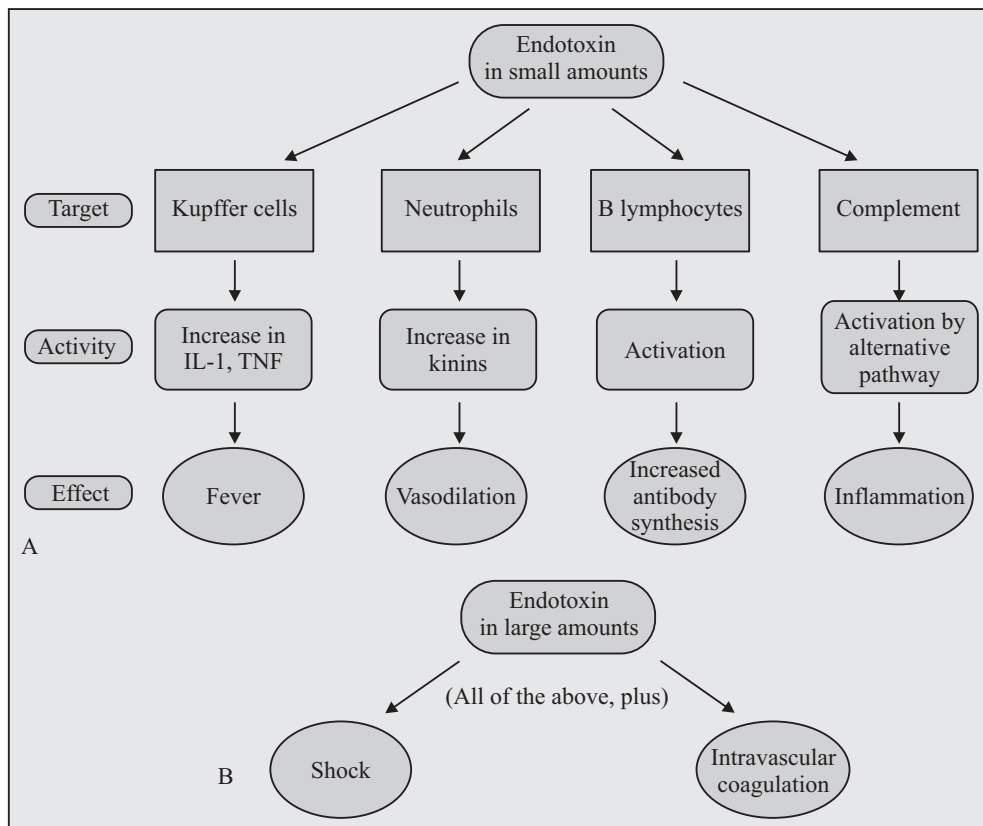 Endotoxin
in small amounts
Target
Kupffer cells
Neutrophils
B lymphocytes
Complement
Activity
Increase in
IL-1, TNF
Increase in
kinins
Activation
Activation by
alternative
pathway
Effect
Fever
Vasodilation
Increased
antibody
synthesis
Inflammation
A
Endotoxin
in large amounts
(All of the above, plus)
B
Shock
Intravascular
coagulation